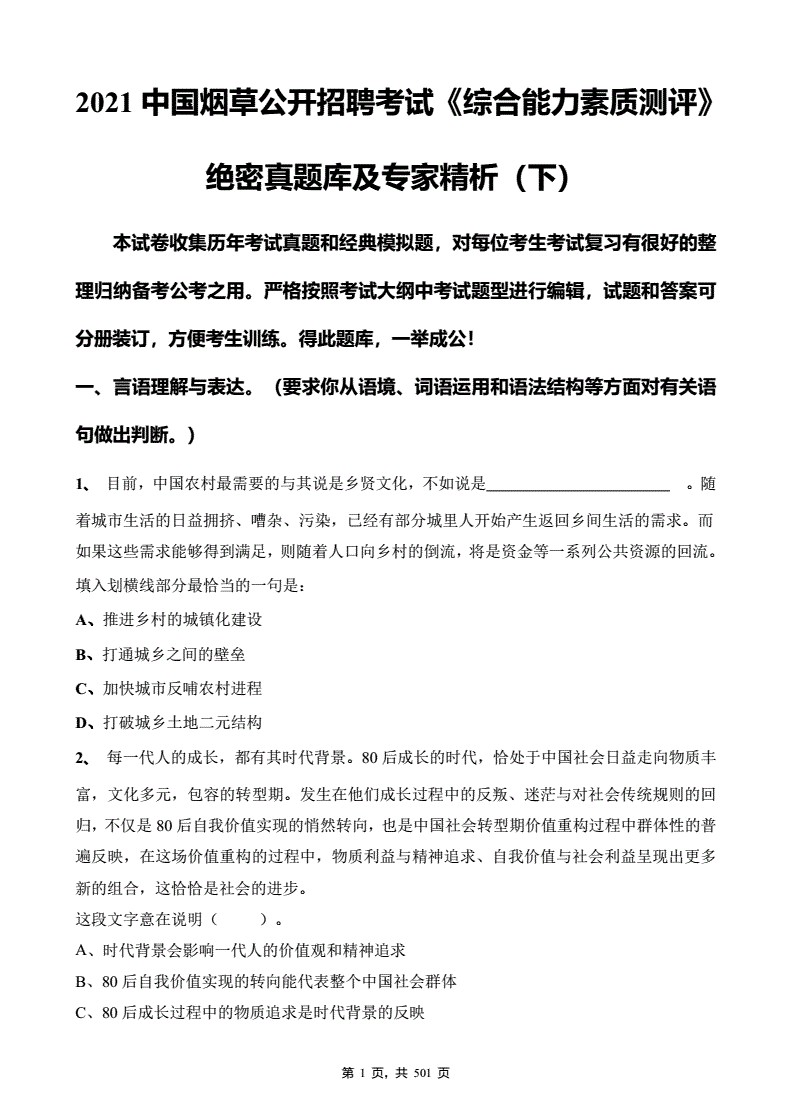 2021 中国烟草公开招聘考试《综合能力素质测评》
绝密真题库及专家精析（下）
本试卷收集历年考试真题和经典模拟题，对每位考生考试复习有很好的整
理归纳备考公考之用。严格按照考试大纲中考试题型进行编辑，试题和答案可
分册装订，方便考生训练。得此题库，一举成公！
一、言语理解与表达。（要求你从语境、词语运用和语法结构等方面对有关语
句做出判断。）
1、 目前，中国农村最需要的与其说是乡贤文化，不如说是________________________ 。随
着城市生活的日益拥挤、嘈杂、污染，已经有部分城里人开始产生返回乡间生活的需求。而
如果这些需求能够得到满足，则随着人口向乡村的倒流，将是资金等一系列公共资源的回流。
填入划横线部分最恰当的一句是：
A、推进乡村的城镇化建设
B、打通城乡之间的壁垒
C、加快城市反哺农村进程
D、打破城乡土地二元结构
2、 每一代人的成长，都有其时代背景。80 后成长的时代，恰处于中国社会日益走向物质丰
富，文化多元，包容的转型期。发生在他们成长过程中的反叛、迷茫与对社会传统规则的回
归，不仅是 80 后自我价值实现的悄然转向，也是中国社会转型期价值重构过程中群体性的普
遍反映，在这场价值重构的过程中，物质利益与精神追求、自我价值与社会利益呈现出更多
新的组合，这恰恰是社会的进步。
这段文字意在说明（  ）。
A、时代背景会影响一代人的价值观和精神追求
B、80 后自我价值实现的转向能代表整个中国社会群体
C、80 后成长过程中的物质追求是时代背景的反映
第 1 页，共 501 页